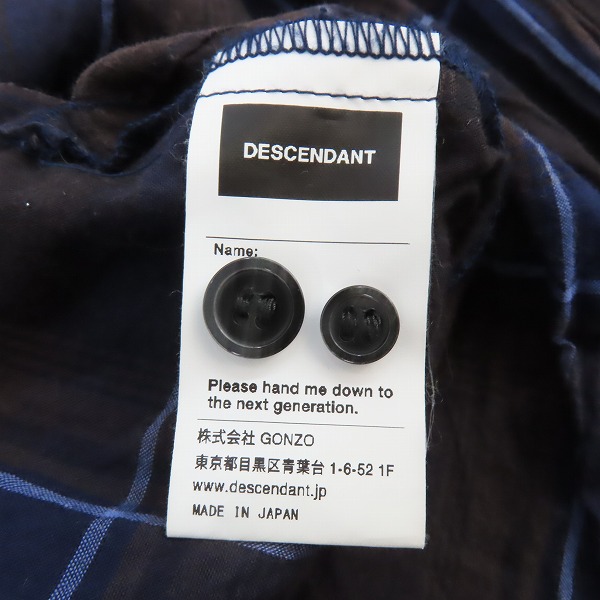 DESCENDANT
Name:
Please hand me down to
the next generation.
株式会社 GONZO
東京都目黒区青葉台 1-6-52 1F
www.descendant.jp
MADE IN JAPAN